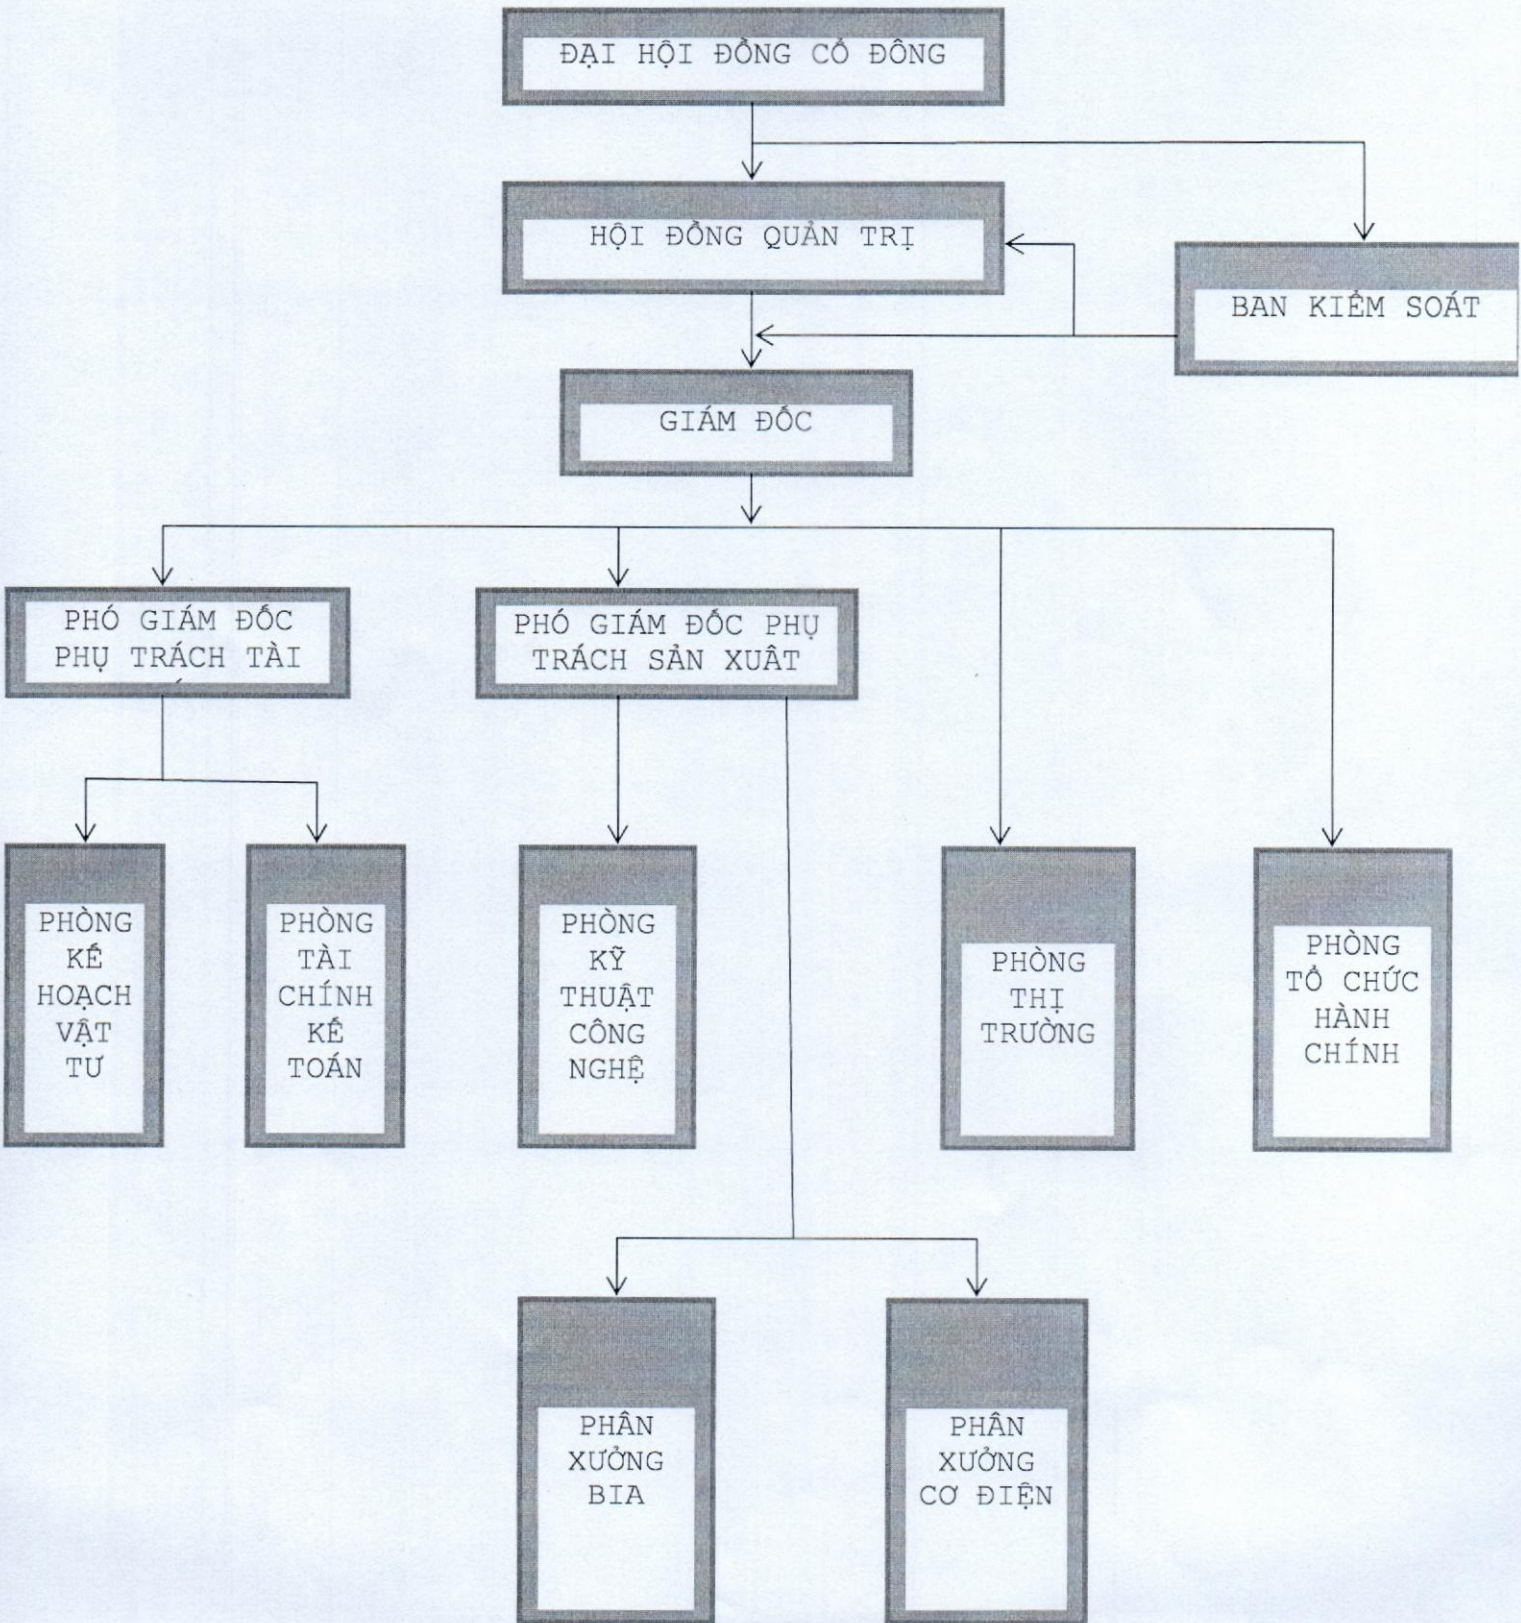 ĐẠI HỘI ĐỒNG CỔ ĐÔNG
HỘI ĐỒNG QUẢN TRỊ
BAN KIỂM SOÁT
GIÁM ĐỐC
PHÓ GIÁM ĐỐC
PHỤ TRÁCH TÀI
PHÓ GIÁM ĐỐC PHỤ
TRÁCH SẢN XUẤT
PHÒNG
KẾ
HOẠCH
VẬT
TƯ
PHÒNG
TÀI
CHÍNH
KẾ
TOÁN
PHÒNG
KỸ
THUẬT
CÔNG
NGHỆ
PHÒNG
THỊ
TRƯỜNG
PHÒNG
TỔ CHỨC
HÀNH
CHÍNH
PHÂN
XƯỞNG
BIA
PHÂN
XƯỞNG
CƠ ĐIỆN